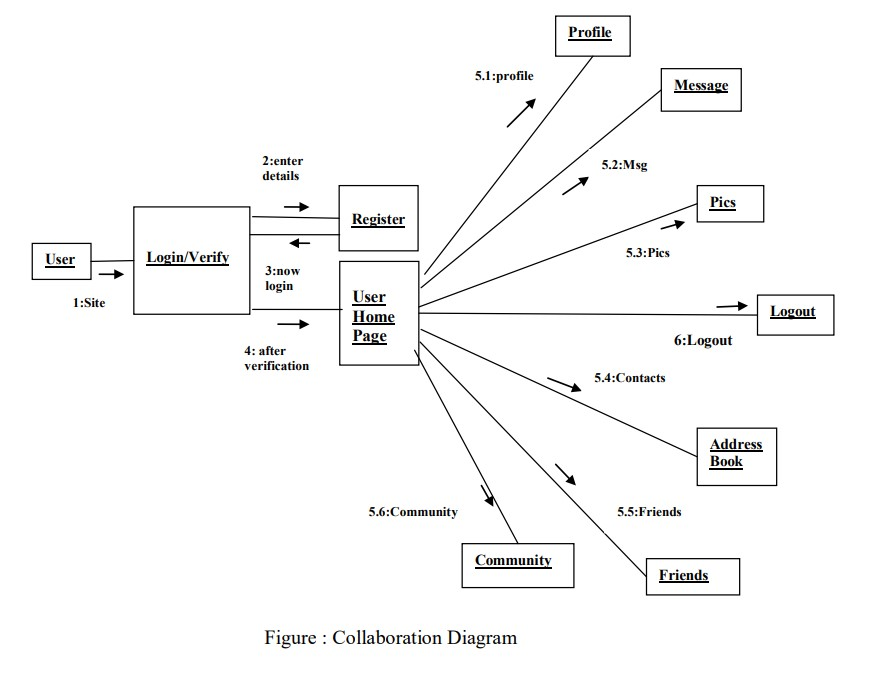 Profile
5.1:profile
Message
2:enter
details
5.2:Msg
Register
Pics
User
Login/Verify
5.3:Pics
1:Site
3:now
login
User
Home
Page
Logout
6:Logout
4: after
verification
5.4:Contacts
Address
Book
5.6:Community
5.5:Friends
Community
Friends
Figure : Collaboration Diagram